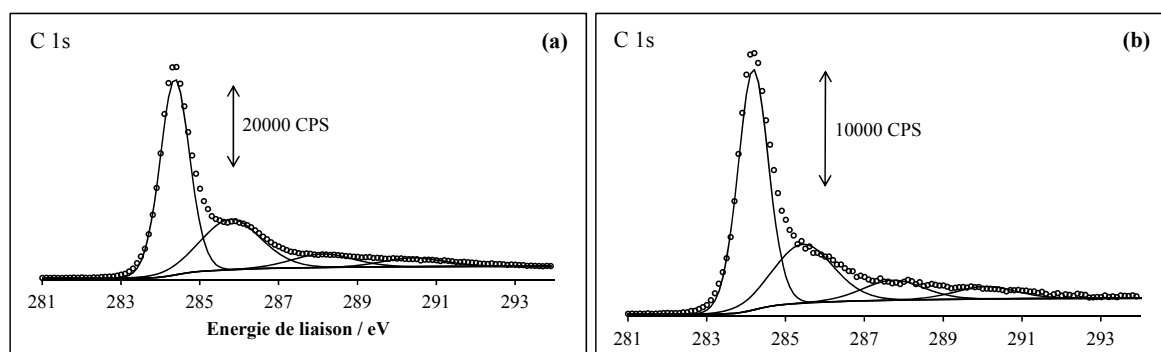 C 1s (a)
20000 CPS
281 283 285 287 289 291 293
Energie de liaison / eV
C 1s (b)
10000 CPS
281 283 285 287 289 291 293